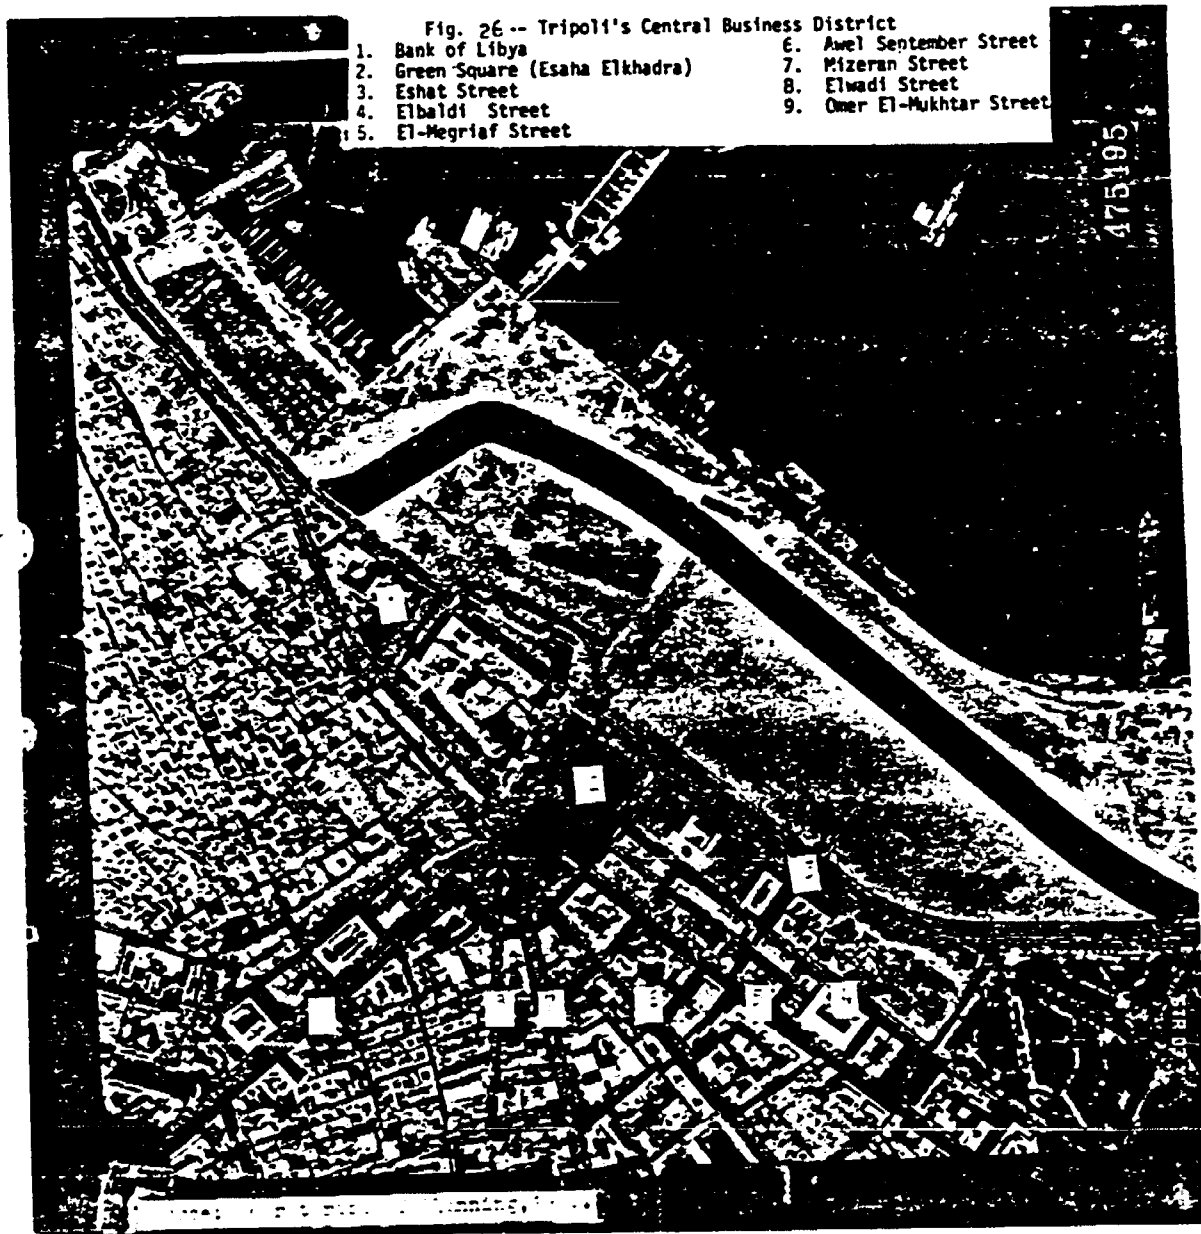 Fig. 26 -- Tripoli's Central Business District
1. Bank of Libya
2. Green Square (Esaha Elkhadra)
3. Eshat Street
4. Elbaldi Street
5. El-Megriaf Street
6. Awel September Street
7. Mizeran Street
8. Elwadi Street
9. Omer El-Mukhtar Street
475495